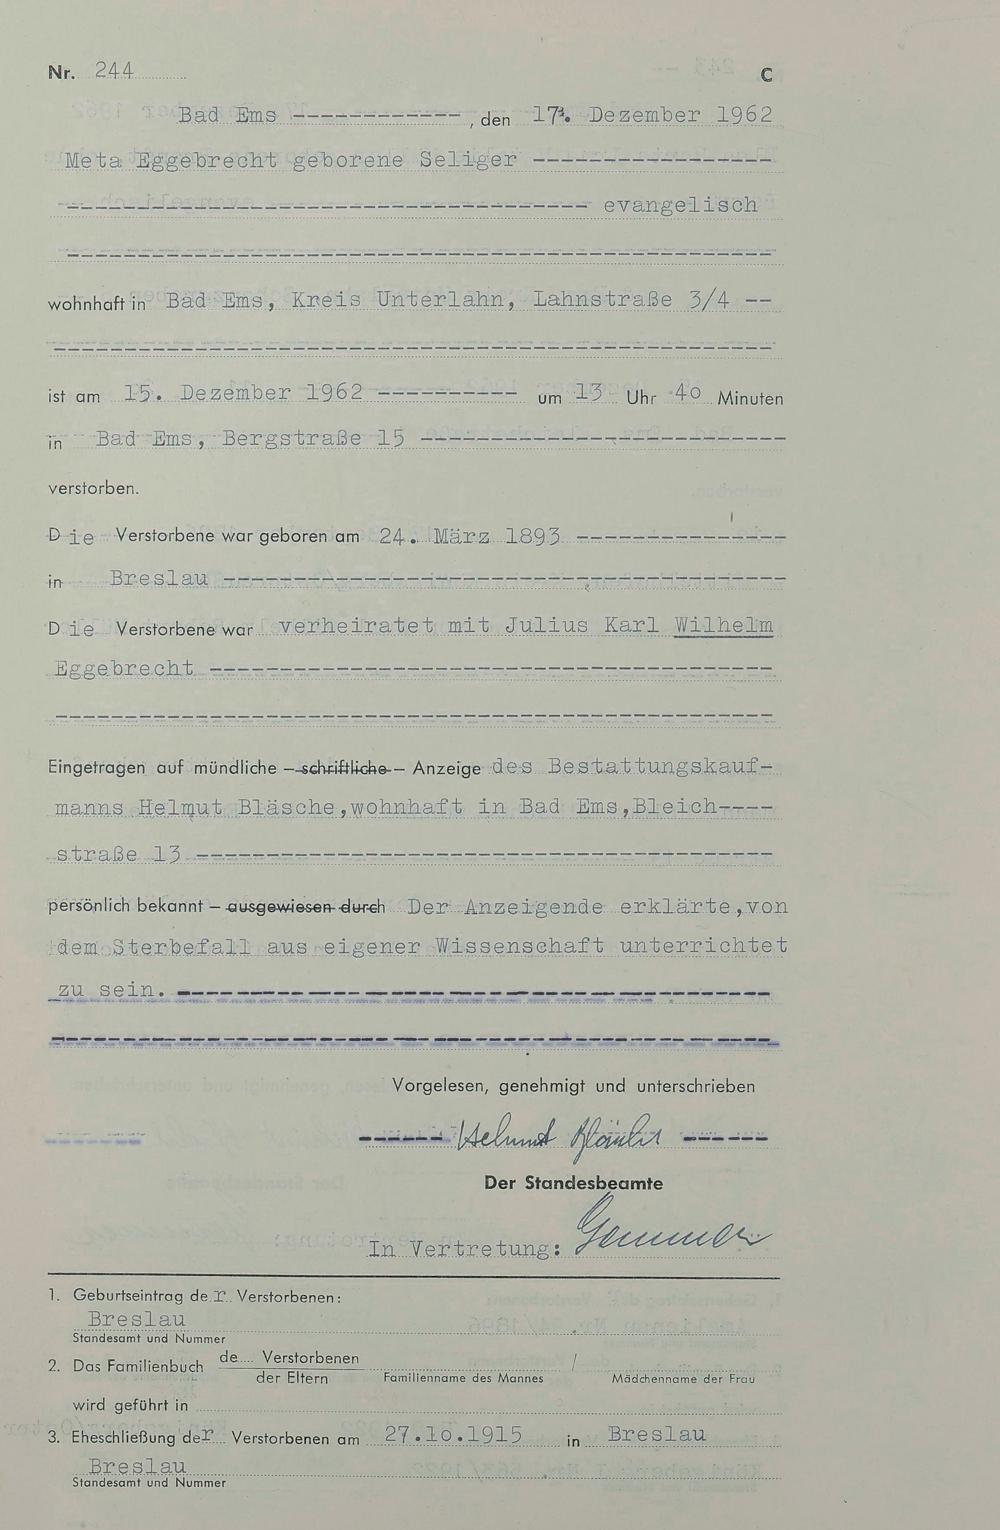 Nr. 244 C
Bad Ems ------------ , den 17. Dezember 1962
Meta Eggebrecht geborene Seliger -----------------
-------------------------------------- evangelisch
--------------------------------------------------
wohnhaft in Bad Ems, Kreis Unterlahn, Lahnstraße 3/4 --
--------------------------------------------------
ist am 15. Dezember 1962 ---------- um 13 Uhr 40 Minuten
in Bad Ems, Bergstraße 15 --------------------------
verstorben.
Die Verstorbene war geboren am 24. März 1893 ---------------
in Breslau ----------------------------------------
Die Verstorbene war verheiratet mit Julius Karl Wilhelm
Eggebrecht ----------------------------------------
--------------------------------------------------
Eingetragen auf mündliche – schriftliche – Anzeige des Bestattungskauf-
manns Helmut Bläsche,wohnhaft in Bad Ems,Bleich----
straße 13 -----------------------------------------
persönlich bekannt – ausgewiesen durch Der Anzeigende erklärte,von
dem Sterbefall aus eigener Wissenschaft unterrichtet
zu sein. ------------------------------------------
--------------------------------------------------
Vorgelesen, genehmigt und unterschrieben
------ Helmut Bläsche ------
Der Standesbeamte
In Vertretung:
1. Geburtseintrag der Verstorbenen:
Breslau
Standesamt und Nummer
2. Das Familienbuch de.... Verstorbenen /
der Eltern Familienname des Mannes Mädchenname der Frau
wird geführt in
3. Eheschließung der Verstorbenen am 27.10.1915 in Breslau
Breslau
Standesamt und Nummer